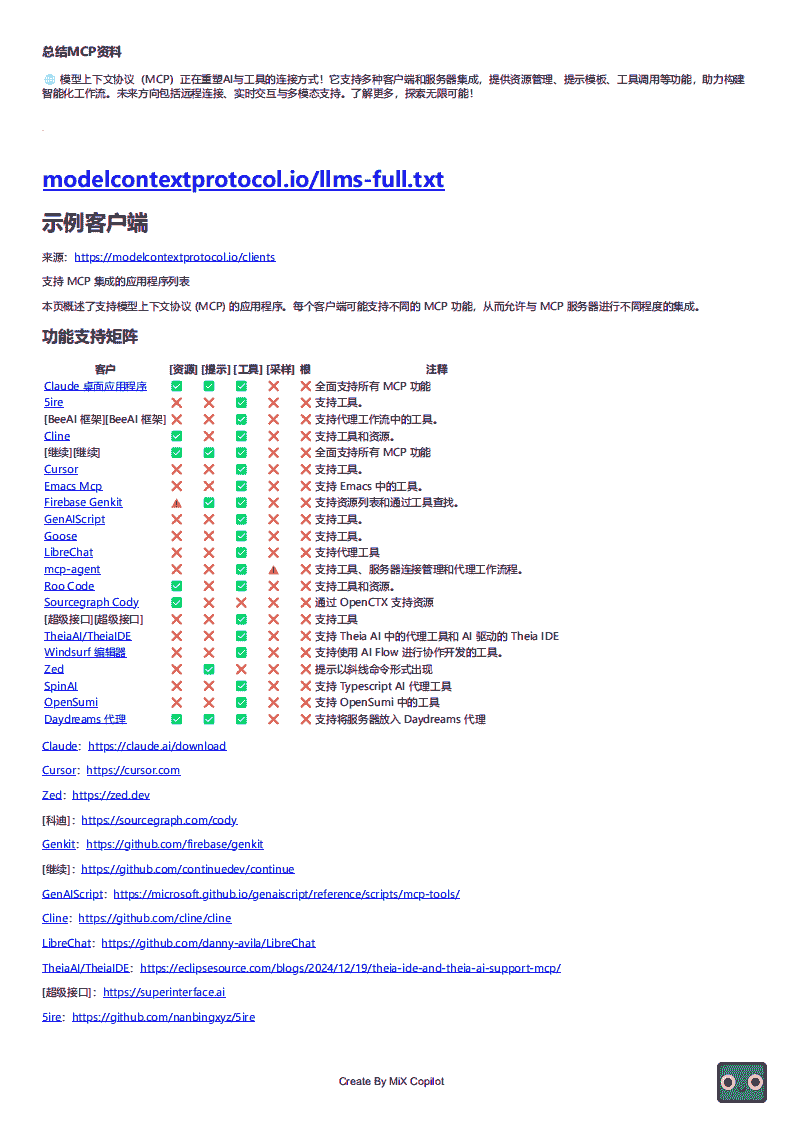 总结MCP资料
🌐 模型上下文协议（MCP）正在重塑AI与工具的连接方式！它支持多种客户端和服务器集成，提供资源管理、提示模板、工具调用等功能，助力构建
智能化工作流。未来方向包括远程连接、实时交互与多模态支持。了解更多，探索无限可能！
modelcontextprotocol.io/llms-full.txt
示例客户端
来源：https://modelcontextprotocol.io/clients
支持 MCP 集成的应用程序列表
本页概述了支持模型上下文协议 (MCP) 的应用程序。每个客户端可能支持不同的 MCP 功能，从而允许与 MCP 服务器进行不同程度的集成。
功能支持矩阵
客户 [资源] [提示] [工具] [采样] 根 注释
Claude 桌面应用程序 ✅ ✅ ✅ ❌ ❌ 全面支持所有 MCP 功能
5ire ❌ ❌ ✅ ❌ ❌ 支持工具。
[BeeAI 框架][BeeAI 框架] ❌ ❌ ✅ ❌ ❌ 支持代理工作流中的工具。
Cline ✅ ❌ ✅ ❌ ❌ 支持工具和资源。
[继续][继续] ✅ ✅ ✅ ❌ ❌ 全面支持所有 MCP 功能
Cursor ❌ ❌ ✅ ❌ ❌ 支持工具。
Emacs Mcp ❌ ❌ ✅ ❌ ❌ 支持 Emacs 中的工具。
Firebase Genkit ⚠️ ✅ ✅ ❌ ❌ 支持资源列表和通过工具查找。
GenAIScript ❌ ❌ ✅ ❌ ❌ 支持工具。
Goose ❌ ❌ ✅ ❌ ❌ 支持工具。
LibreChat ❌ ❌ ✅ ❌ ❌ 支持代理工具
mcp-agent ❌ ❌ ✅ ⚠️ ❌ 支持工具、服务器连接管理和代理工作流程。
Roo Code ✅ ❌ ✅ ❌ ❌ 支持工具和资源。
Sourcegraph Cody ✅ ❌ ❌ ❌ ❌ 通过 OpenCTX 支持资源
[超级接口][超级接口] ❌ ❌ ✅ ❌ ❌ 支持工具
TheiaAI/TheiaIDE ❌ ❌ ✅ ❌ ❌ 支持 Theia AI 中的代理工具和 AI 驱动的 Theia IDE
Windsurf 编辑器 ❌ ❌ ✅ ❌ ❌ 支持使用 AI Flow 进行协作开发的工具。
Zed ❌ ✅ ❌ ❌ ❌ 提示以斜线命令形式出现
SpinAI ❌ ❌ ✅ ❌ ❌ 支持 Typescript AI 代理工具
OpenSumi ❌ ❌ ✅ ❌ ❌ 支持 OpenSumi 中的工具
Daydreams 代理 ✅ ✅ ✅ ❌ ❌ 支持将服务器放入 Daydreams 代理
Claude：https://claude.ai/download
Cursor：https://cursor.com
Zed：https://zed.dev
[科迪]：https://sourcegraph.com/cody
Genkit：https://github.com/firebase/genkit
[继续]：https://github.com/continuedev/continue
GenAIScript：https://microsoft.github.io/genaiscript/reference/scripts/mcp-tools/
Cline：https://github.com/cline/cline
LibreChat：https://github.com/danny-avila/LibreChat
TheiaAI/TheiaIDE：https://eclipsesource.com/blogs/2024/12/19/theia-ide-and-theia-ai-support-mcp/
[超级接口]：https://superinterface.ai
5ire：https://github.com/nanbingxyz/5ire
Create By MiX Copilot